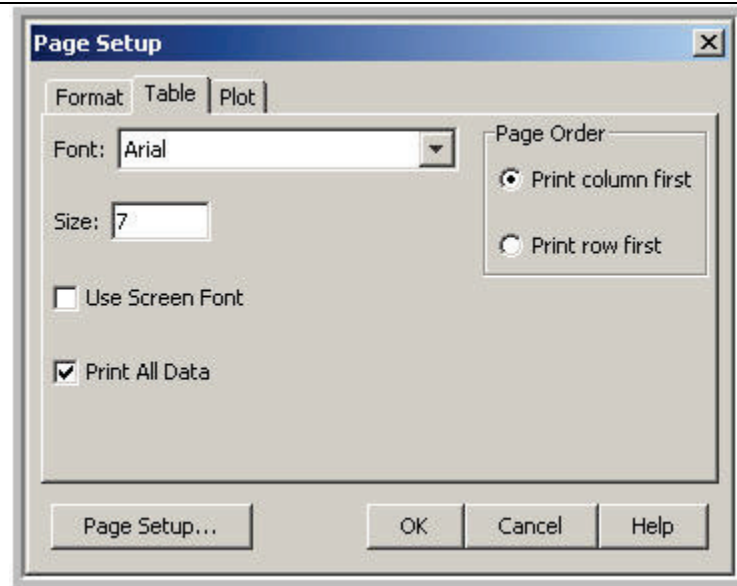 Page Setup
Format Table Plot
Font: Arial
Page Order
Print column first
Size: 7
Print row first
Use Screen Font
Print All Data
Page Setup... OK Cancel Help